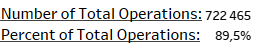 Number of Total Operations: 722 465
Percent of Total Operations: 89,5%